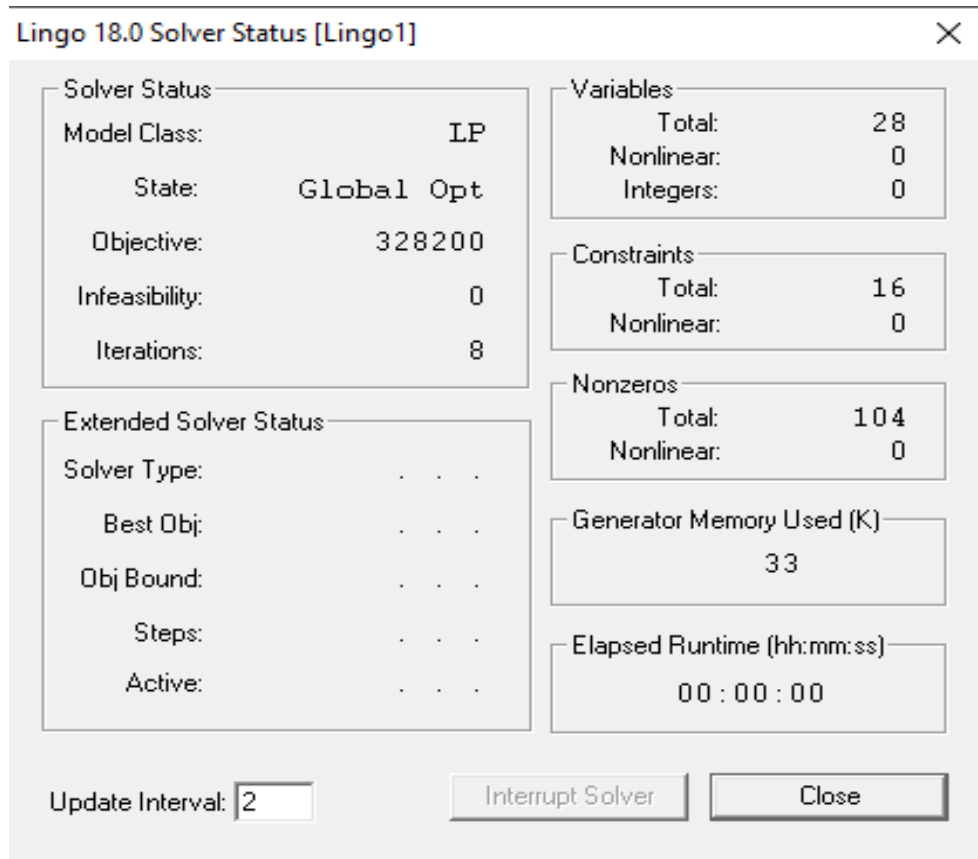 Lingo 18.0 Solver Status [Lingo1]
Solver Status
Model Class: LP
State: Global Opt
Objective: 328200
Infeasibility: 0
Iterations: 8
Extended Solver Status
Solver Type: . . .
Best Obj: . . .
Obj Bound: . . .
Steps: . . .
Active: . . .
Variables
Total: 28
Nonlinear: 0
Integers: 0
Constraints
Total: 16
Nonlinear: 0
Nonzeros
Total: 104
Nonlinear: 0
Generator Memory Used (K)
33
Elapsed Runtime (hh:mm:ss)
00:00:00
Update Interval: 2
Interrupt Solver
Close